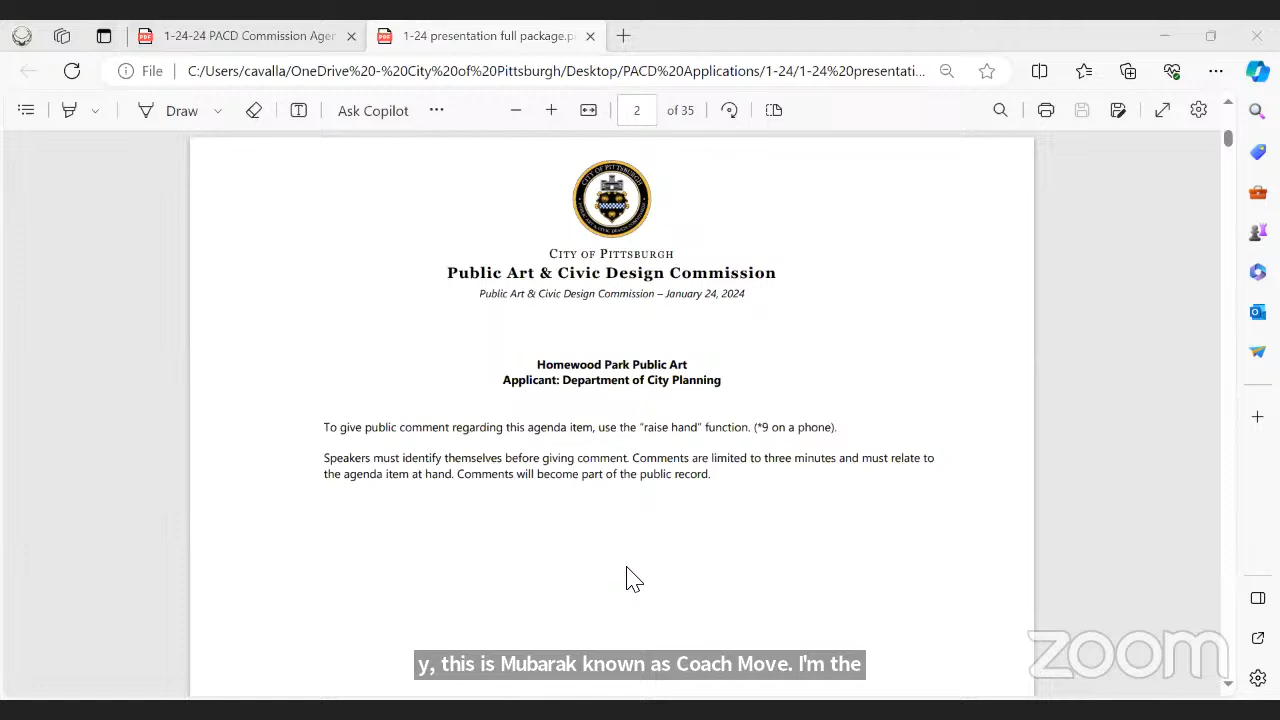 1-24-24 PACD Commission Ager
1-24 presentation full package.p
File
C:/Users/cavalla/OneDrive%20-%20City%20of%20Pittsburgh/Desktop/PACD%20Applications/1-24/1-24%20presentati...
Draw
Ask Copilot
2
of 35
CITY OF PITTSBURGH
Public Art & Civic Design Commission
Public Art & Civic Design Commission – January 24, 2024
Homewood Park Public Art
Applicant: Department of City Planning
To give public comment regarding this agenda item, use the "raise hand" function. (*9 on a phone).
Speakers must identify themselves before giving comment. Comments are limited to three minutes and must relate to
the agenda item at hand. Comments will become part of the public record.
y, this is Mubarak known as Coach Move. I'm the
zoom